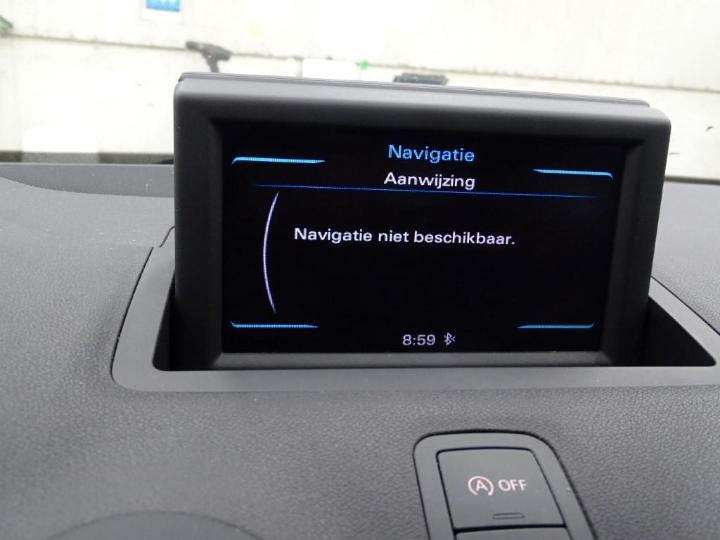 Navigatie
Aanwijzing
Navigatie niet beschikbaar.
8:59
A OFF